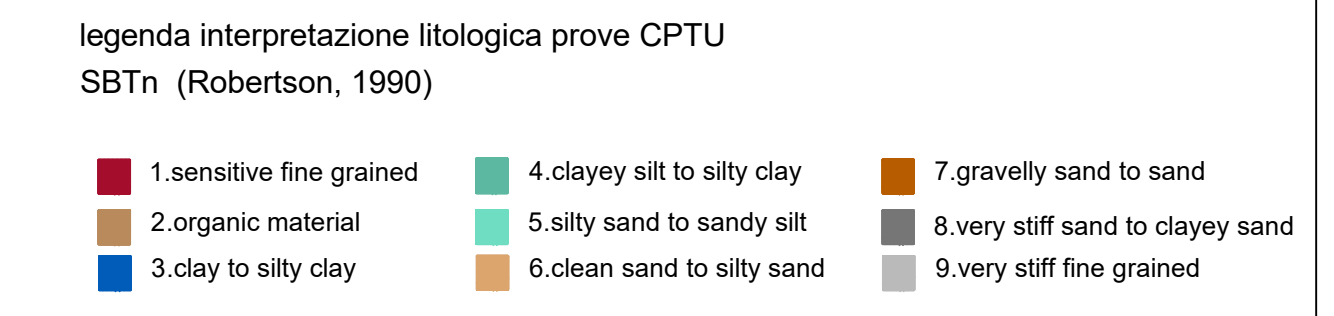 legenda interpretazione litologica prove CPTU
SBTn (Robertson, 1990)
1.sensitive fine grained
2.organic material
3.clay to silty clay
4.clayey silt to silty clay
5.silty sand to sandy silt
6.clean sand to silty sand
7.gravelly sand to sand
8.very stiff sand to clayey sand
9.very stiff fine grained